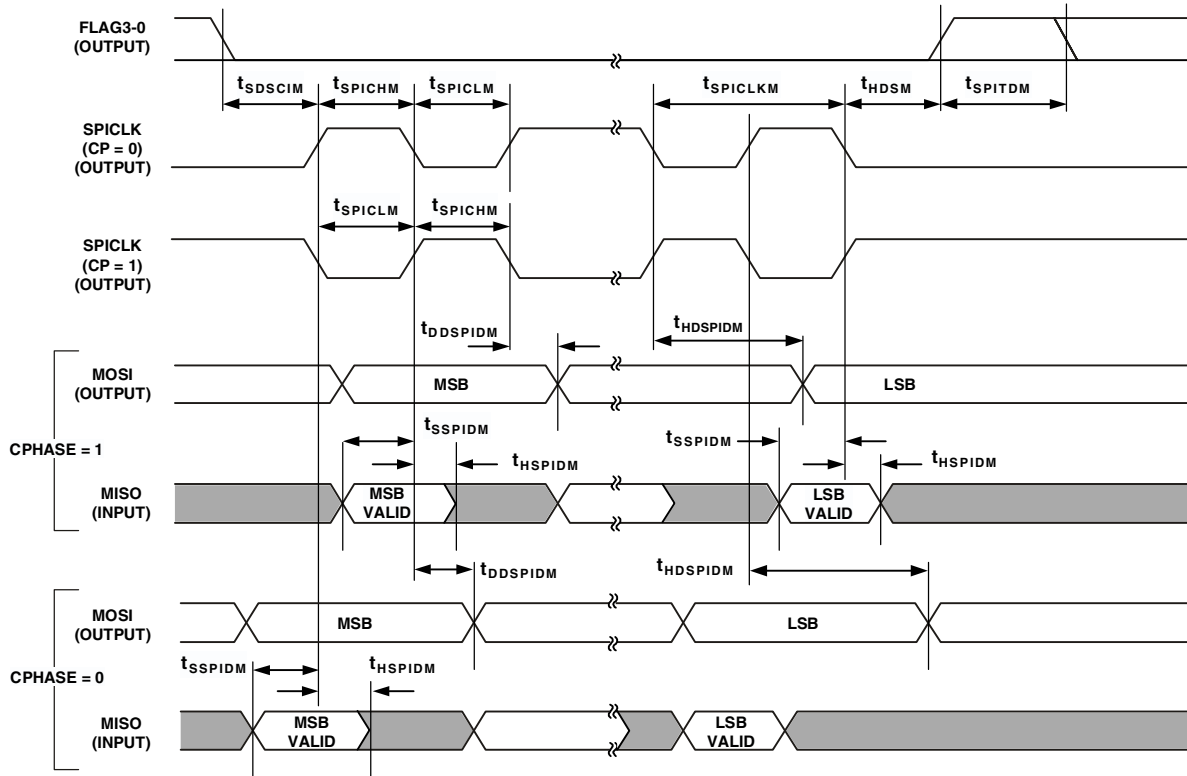 FLAG3-0
(OUTPUT)
tSDSCIM tSPICHM tSPICLM tSPICLKM tHDSM tSPITDM
SPICLK
(CP = 0)
(OUTPUT)
tSPICLM tSPICHM
SPICLK
(CP = 1)
(OUTPUT)
tDDSPIDM tHDSPIDM
MOSI
(OUTPUT)
MSB LSB
CPHASE = 1
tSSPIDM tSSPIDM
tHSPIDM tHSPIDM
MISO
(INPUT)
MSB
VALID
LSB
VALID
tDDSPIDM tHDSPIDM
MOSI
(OUTPUT)
MSB LSB
CPHASE = 0
tSSPIDM tHSPIDM
MISO
(INPUT)
MSB
VALID
LSB
VALID